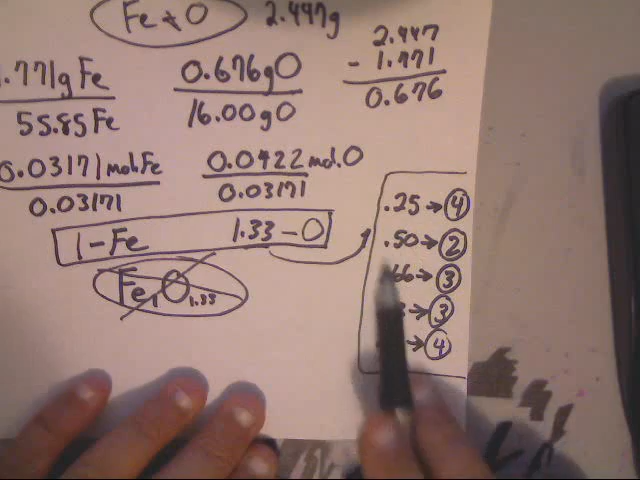 Fe & O 2.447g
.771g Fe 0.676g O 2.447
55.85 Fe 16.00g O - 1.771
0.676
0.03171 mol.Fe 0.0422 mol.O
0.03171 0.03171
1-Fe 1.33-O
Fe₁O₁.₃₃
.25→4
.50→2
.66→3
→3
→4